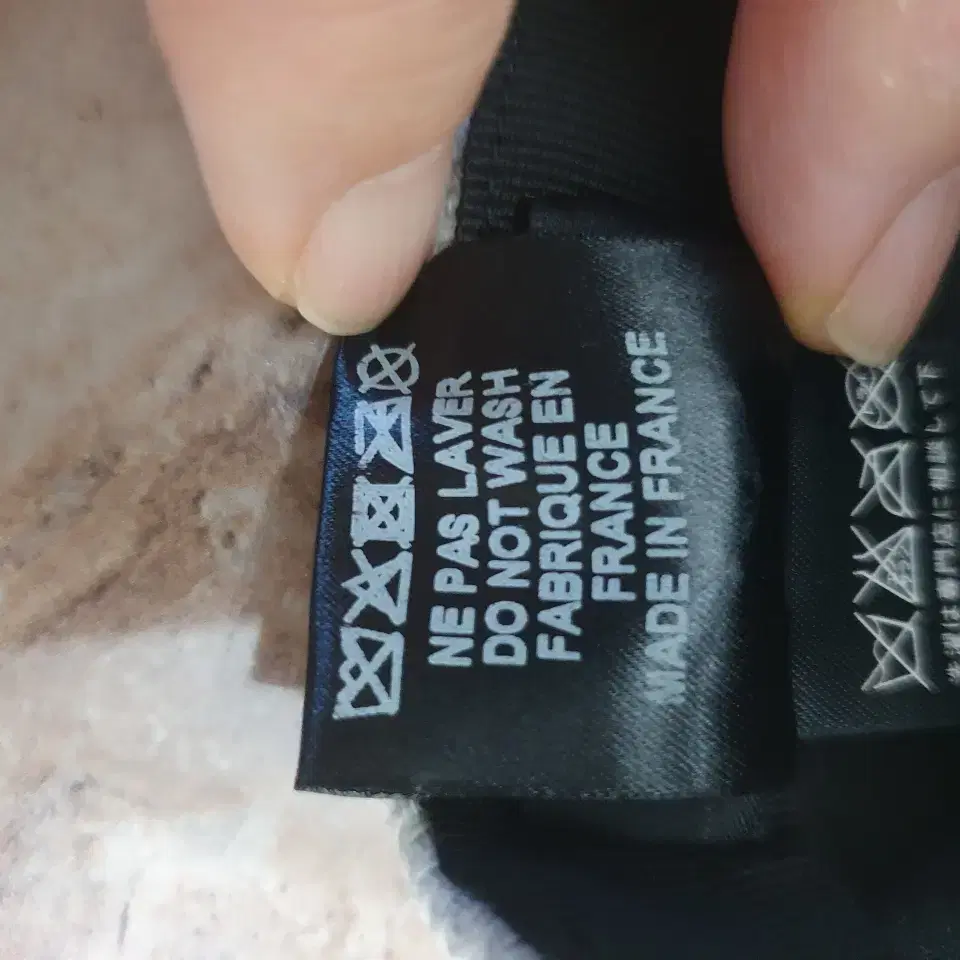 NE PAS LAVER
DO NOT WASH
FABRIQUE EN
FRANCE
MADE IN FRANCE